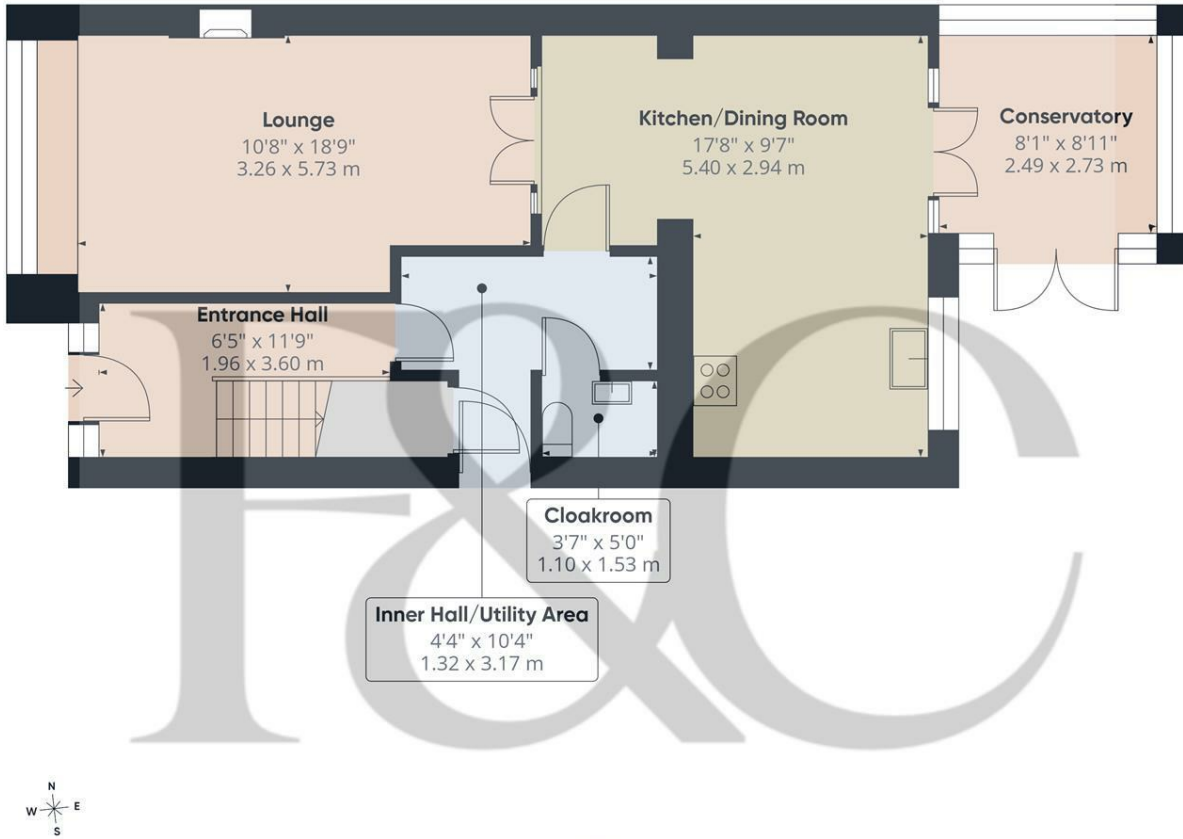 Lounge
10'8" x 18'9"
3.26 x 5.73 m
Kitchen/Dining Room
17'8" x 9'7"
5.40 x 2.94 m
Conservatory
8'1" x 8'11"
2.49 x 2.73 m
Entrance Hall
6'5" x 11'9"
1.96 x 3.60 m
Cloakroom
3'7" x 5'0"
1.10 x 1.53 m
Inner Hall/Utility Area
4'4" x 10'4"
1.32 x 3.17 m
F&C
N
W E
S